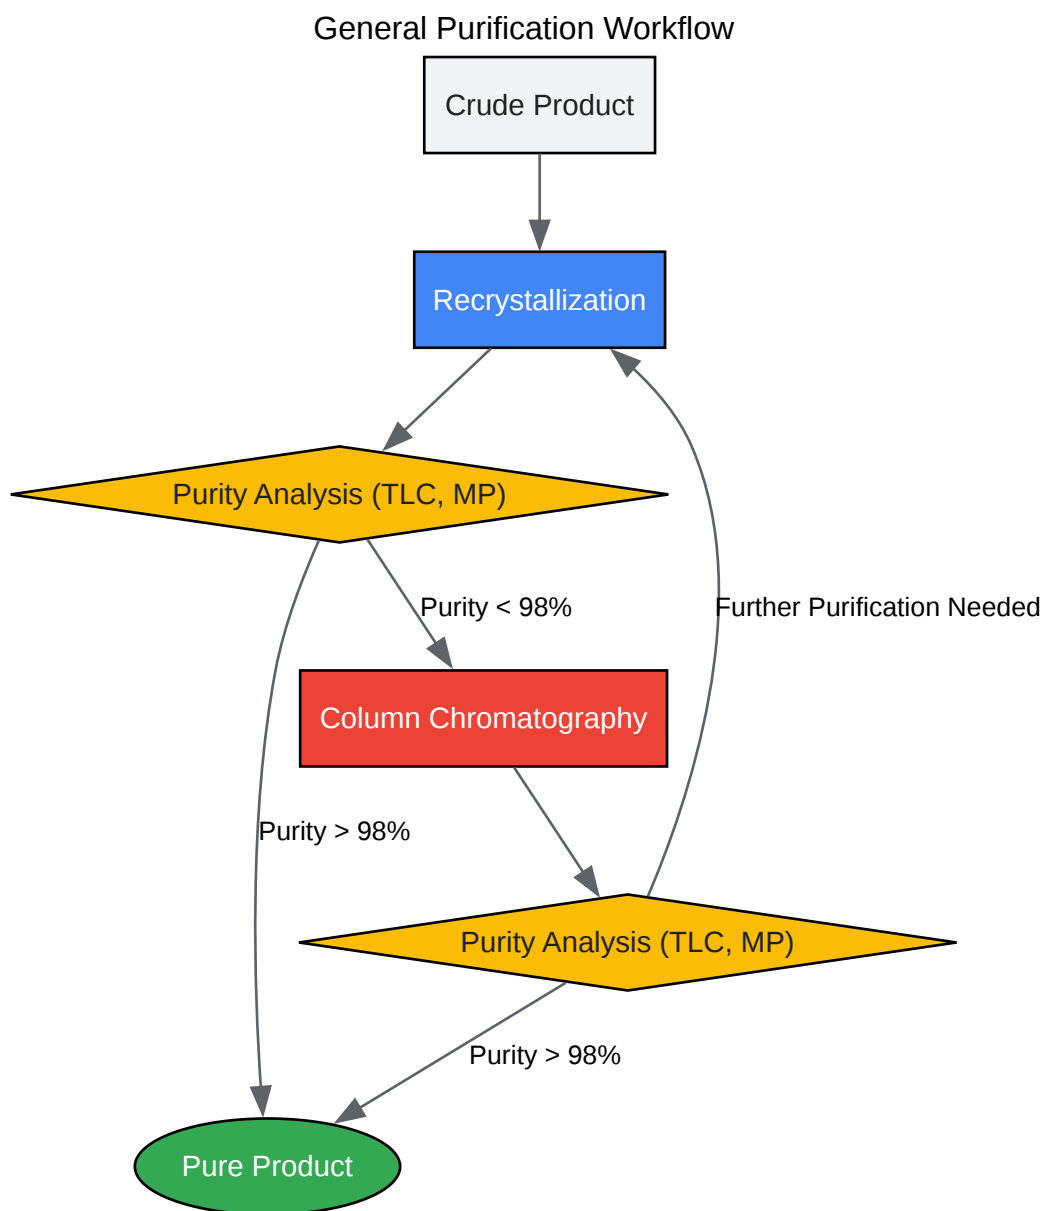 General Purification Workflow
Crude Product
Recrystallization
Purity Analysis (TLC, MP)
Purity < 98%
Further Purification Needed
Column Chromatography
Purity > 98%
Purity Analysis (TLC, MP)
Purity > 98%
Pure Product